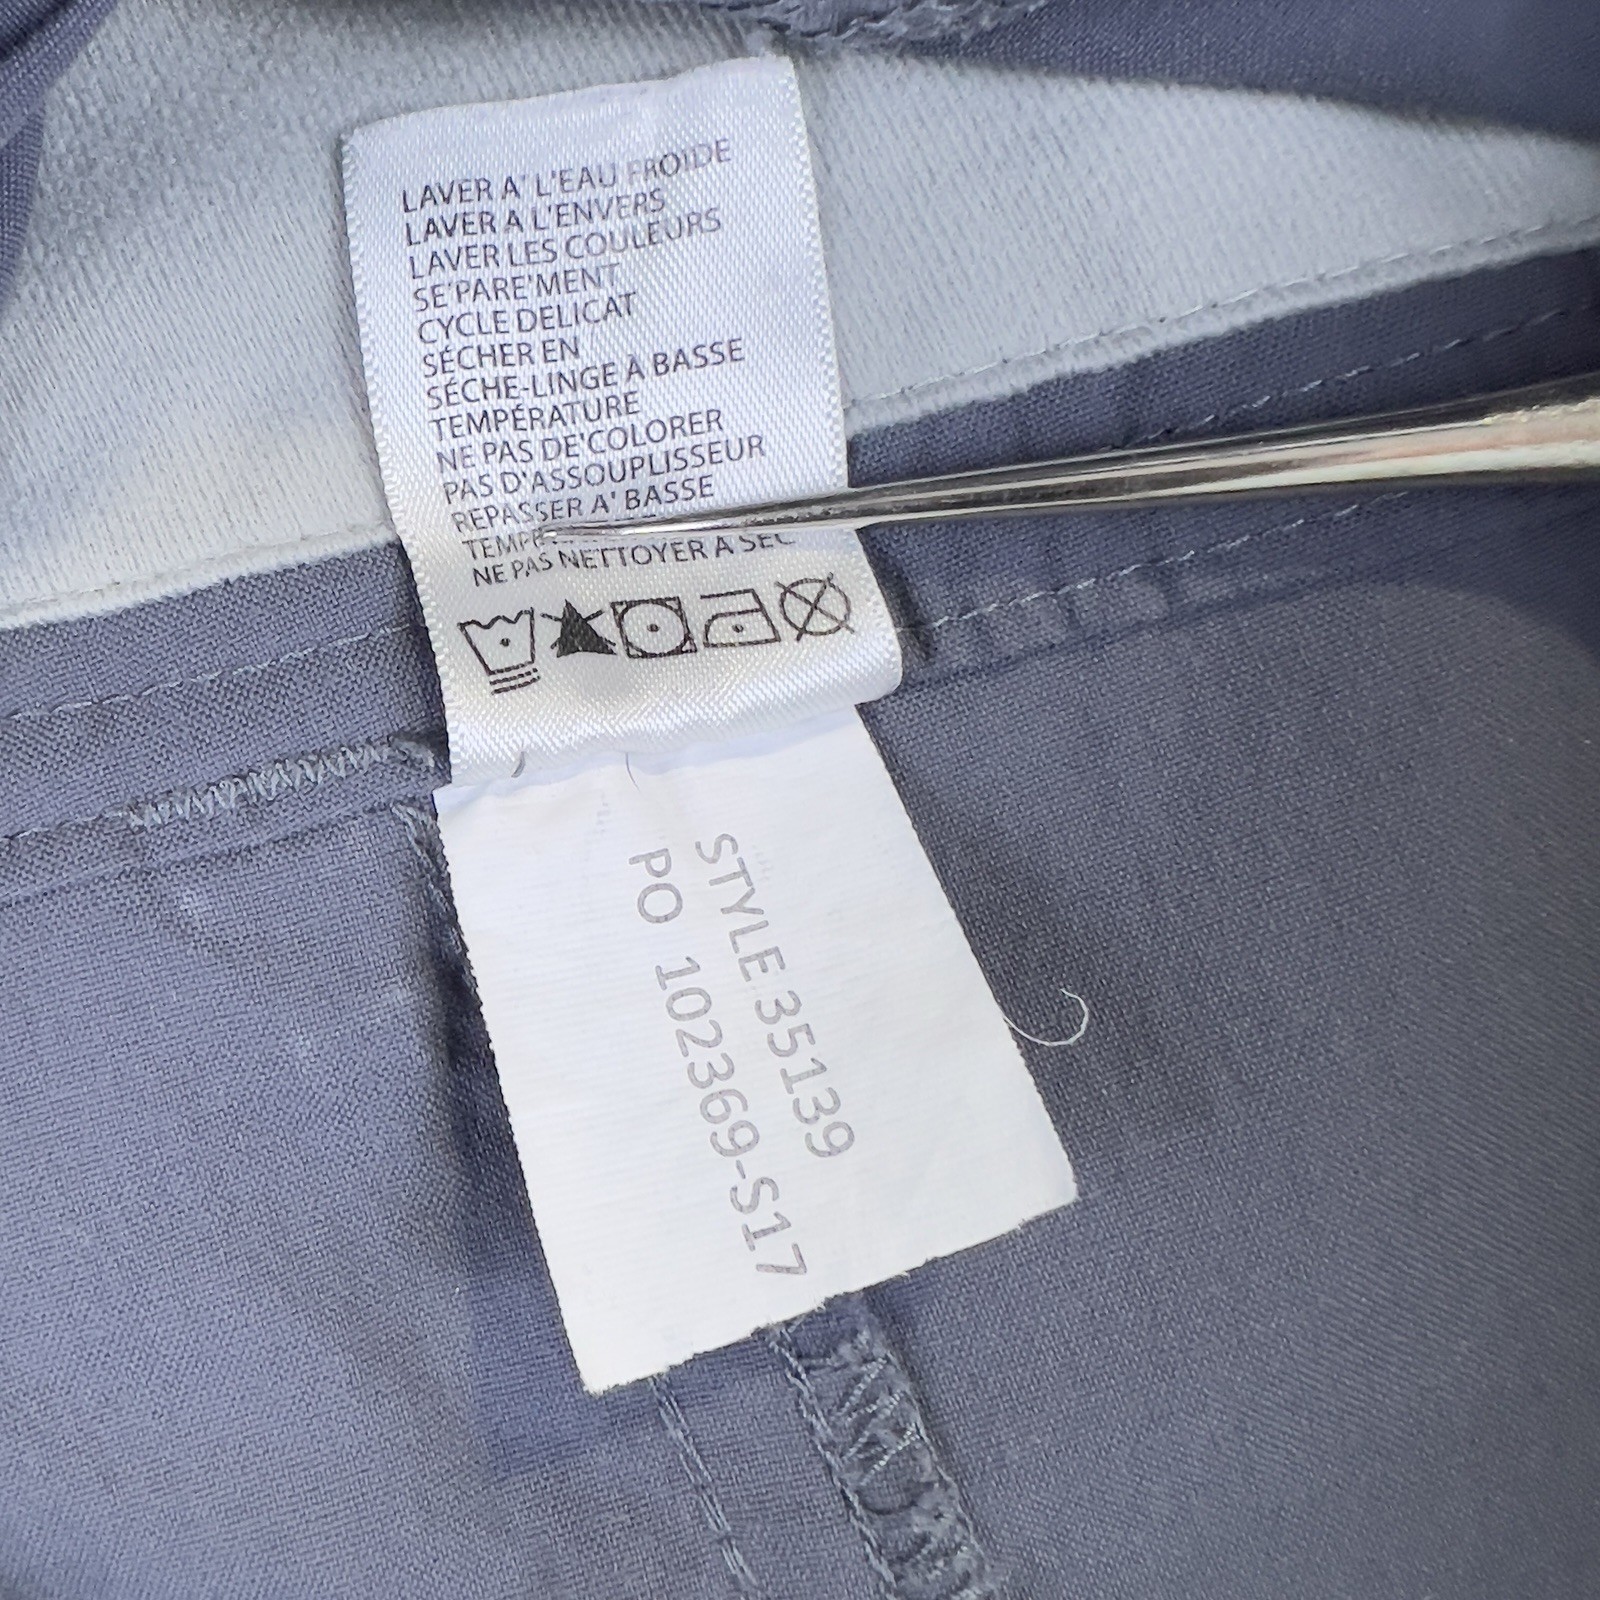 LAVER A' L'EAU FROIDE
LAVER A L'ENVERS
LAVER LES COULEURS
SE'PARE'MENT
CYCLE DELICAT
SÉCHER EN
SÉCHE-LINGE À BASSE
TEMPÉRATURE
NE PAS DE'COLORER
PAS D'ASSOUPLISSEUR
REPASSER A' BASSE
NE PAS NETTOYER A SEC
STYLE 35139
PO 102369-S17